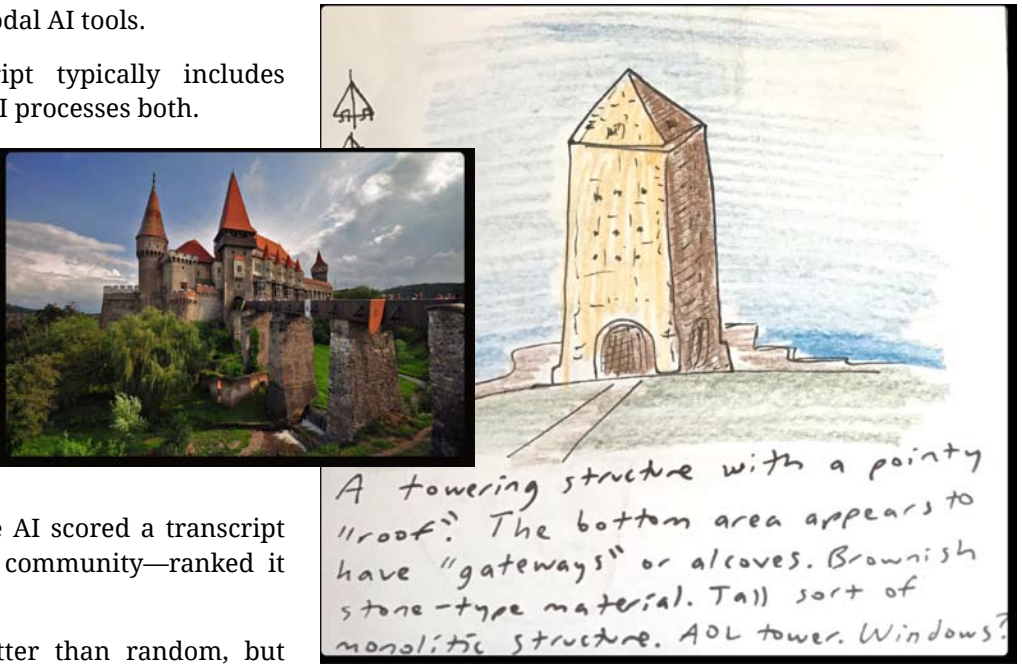 odal AI tools.
ript typically includes
I processes both.
e AI scored a transcript
community—ranked it
tter than random, but
A towering structure with a pointy
"roof". The bottom area appears to
have "gateways" or alcoves. Brownish
stone-type material. Tall sort of
monolitic structure. AOL tower. Windows?